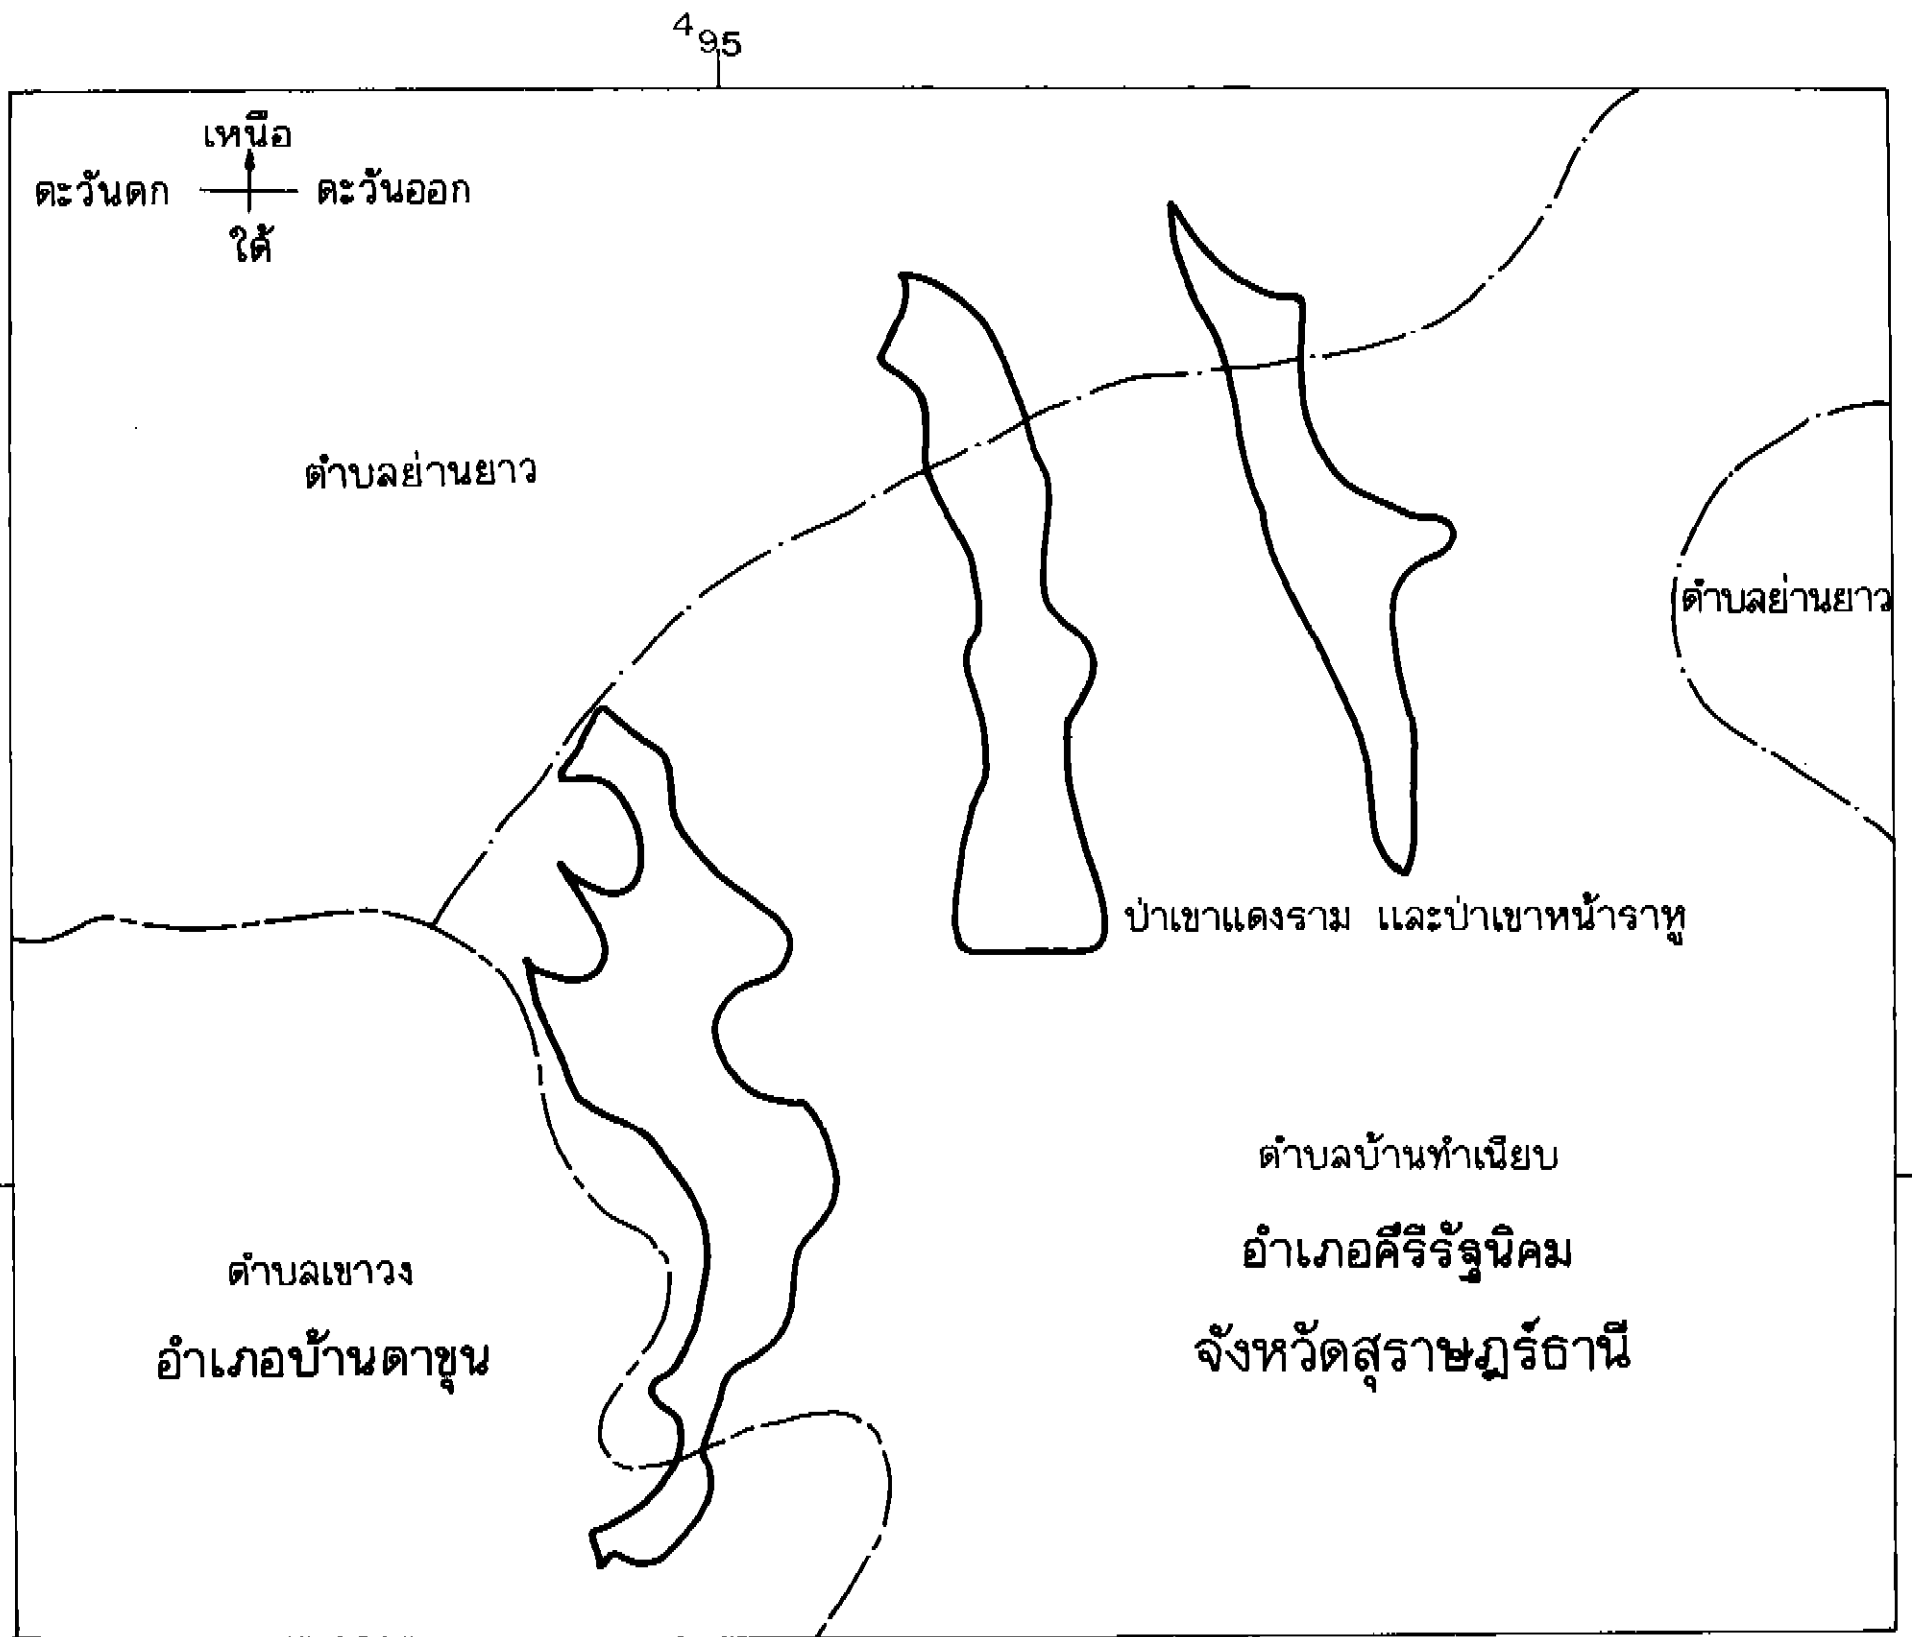 495
เหนือ
ตะวันตก ตะวันออก
ใต้
ตำบลย่านยาว
ตำบลย่านยาว
ป่าเขาแดงราม และป่าเขาหน้าราหู
ตำบลบ้านทำเนียบ
อำเภอคีรีรัฐนิคม
จังหวัดสุราษฎร์ธานี
ตำบลเขาวง
อำเภอบ้านตาขุน